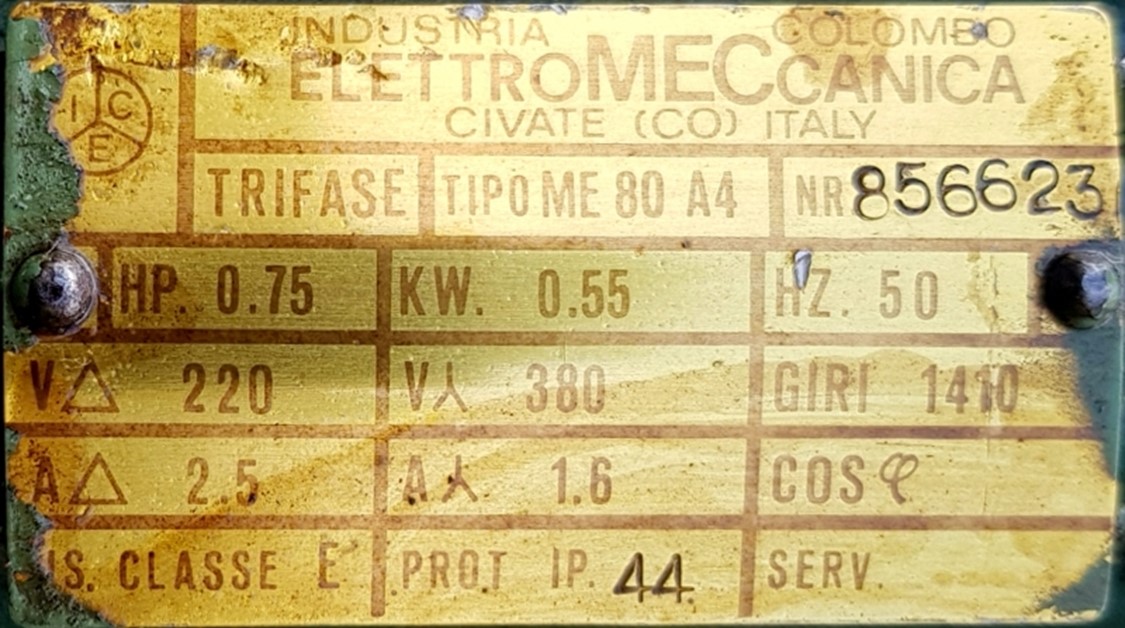 INDUSTRIA COLOMBO
ELETTROMECCANICA
CIVATE (CO) ITALY
I C E
TRIFASE TIPO ME 80 A4 NR 856623
HP. 0.75 KW. 0.55 HZ. 50
V△ 220 V⅄ 380 GIRI 1410
A△ 2.5 A⅄ 1.6 COS φ
IS. CLASSE E PROT IP. 44 SERV.